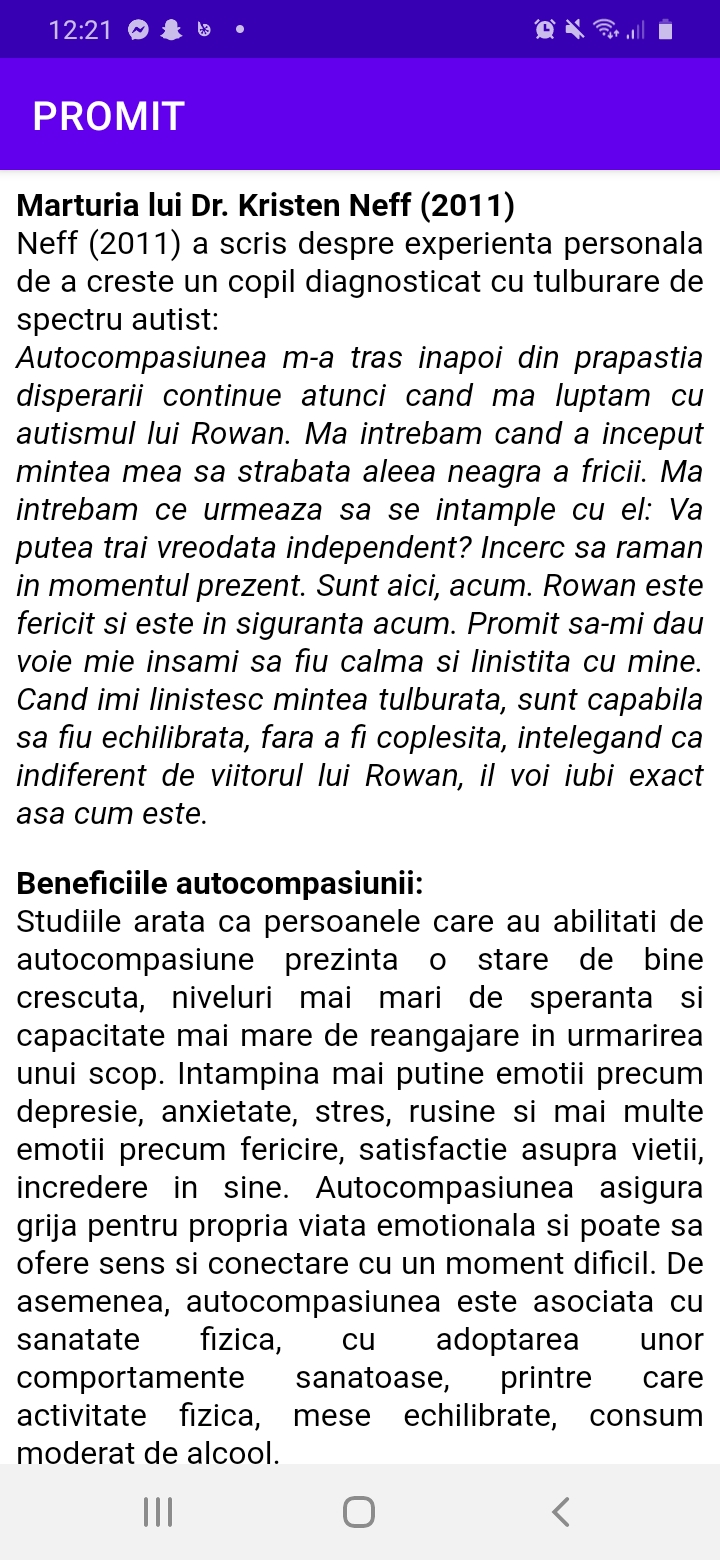 12:21
PROMIT
Marturia lui Dr. Kristen Neff (2011)
Neff (2011) a scris despre experienta personala
de a creste un copil diagnosticat cu tulburare de
spectru autist:
Autocompasiunea m-a tras inapoi din prapastia
disperarii continue atunci cand ma luptam cu
autismul lui Rowan. Ma intrebam cand a inceput
mintea mea sa strabata aleea neagra a fricii. Ma
intrebam ce urmeaza sa se intample cu el: Va
putea trai vreodata independent? Incerc sa raman
in momentul prezent. Sunt aici, acum. Rowan este
fericit si este in siguranta acum. Promit sa-mi dau
voie mie insami sa fiu calma si linistita cu mine.
Cand imi linistesc mintea tulburata, sunt capabila
sa fiu echilibrata, fara a fi coplesita, intelegand ca
indiferent de viitorul lui Rowan, il voi iubi exact
asa cum este.
Beneficiile autocompasiunii:
Studiile arata ca persoanele care au abilitati de
autocompasiune prezinta o stare de bine
crescuta, niveluri mai mari de speranta si
capacitate mai mare de reangajare in urmarirea
unui scop. Intampina mai putine emotii precum
depresie, anxietate, stres, rusine si mai multe
emotii precum fericire, satisfactie asupra vietii,
incredere in sine. Autocompasiunea asigura
grija pentru propria viata emotionala si poate sa
ofere sens si conectare cu un moment dificil. De
asemenea, autocompasiunea este asociata cu
sanatate fizica, cu adoptarea unor
comportamente sanatoase, printre care
activitate fizica, mese echilibrate, consum
moderat de alcool.